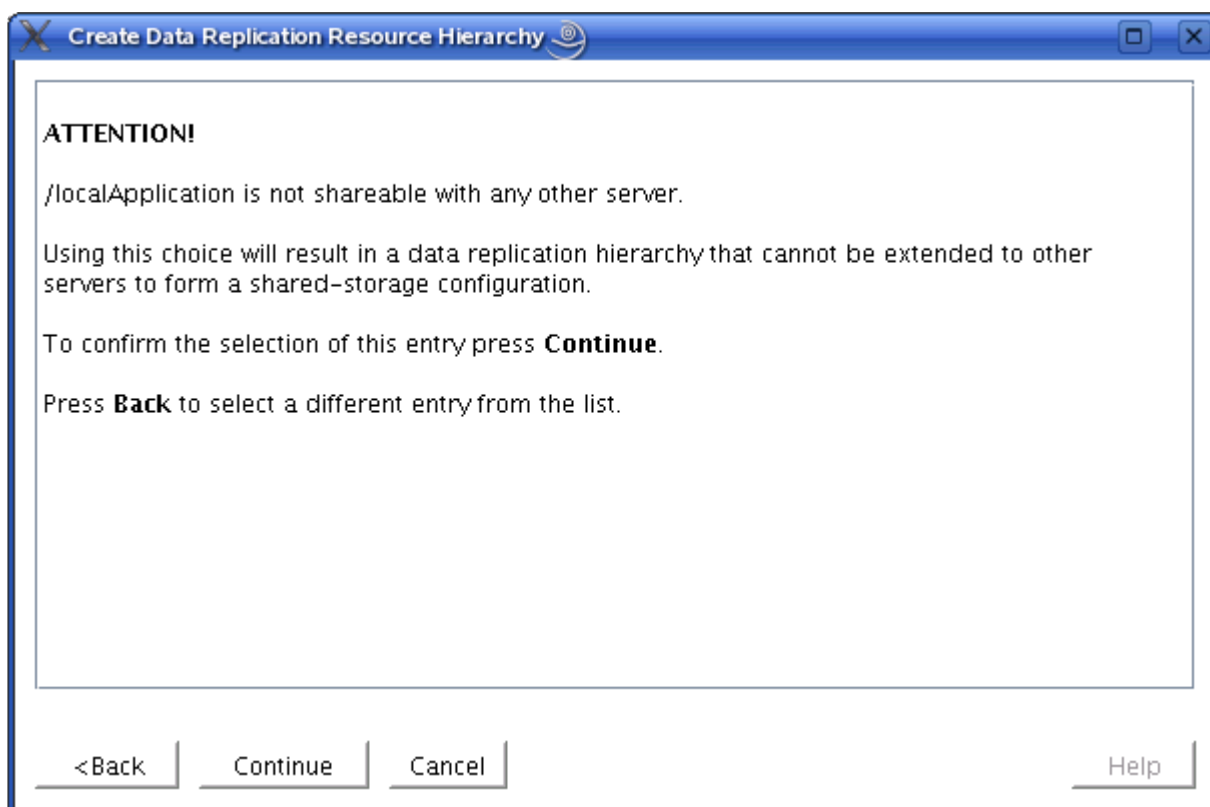 Create Data Replication Resource Hierarchy
ATTENTION!
/localApplication is not shareable with any other server.
Using this choice will result in a data replication hierarchy that cannot be extended to other
servers to form a shared-storage configuration.
To confirm the selection of this entry press Continue.
Press Back to select a different entry from the list.
<Back Continue Cancel Help